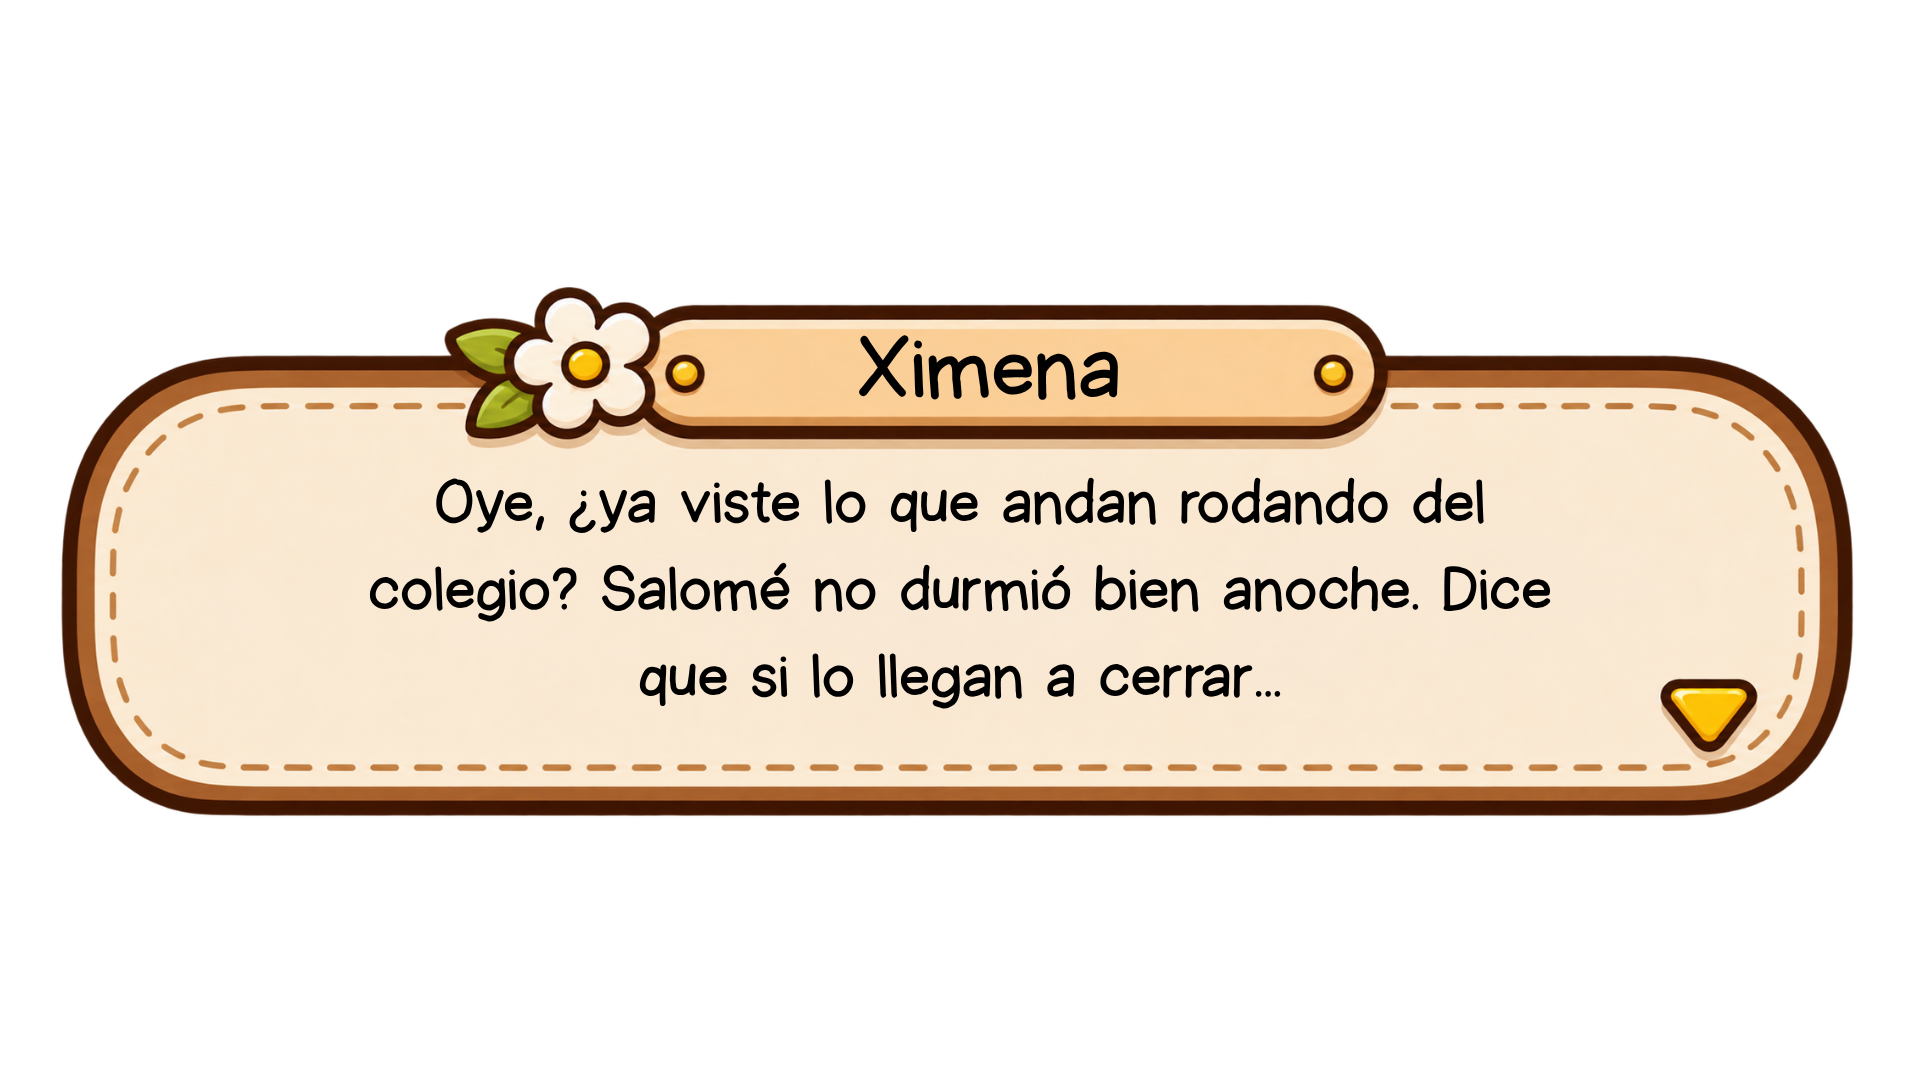 Ximena
Oye, ¿ya viste lo que andan rodando del
colegio? Salomé no durmió bien anoche. Dice
que si lo llegan a cerrar...